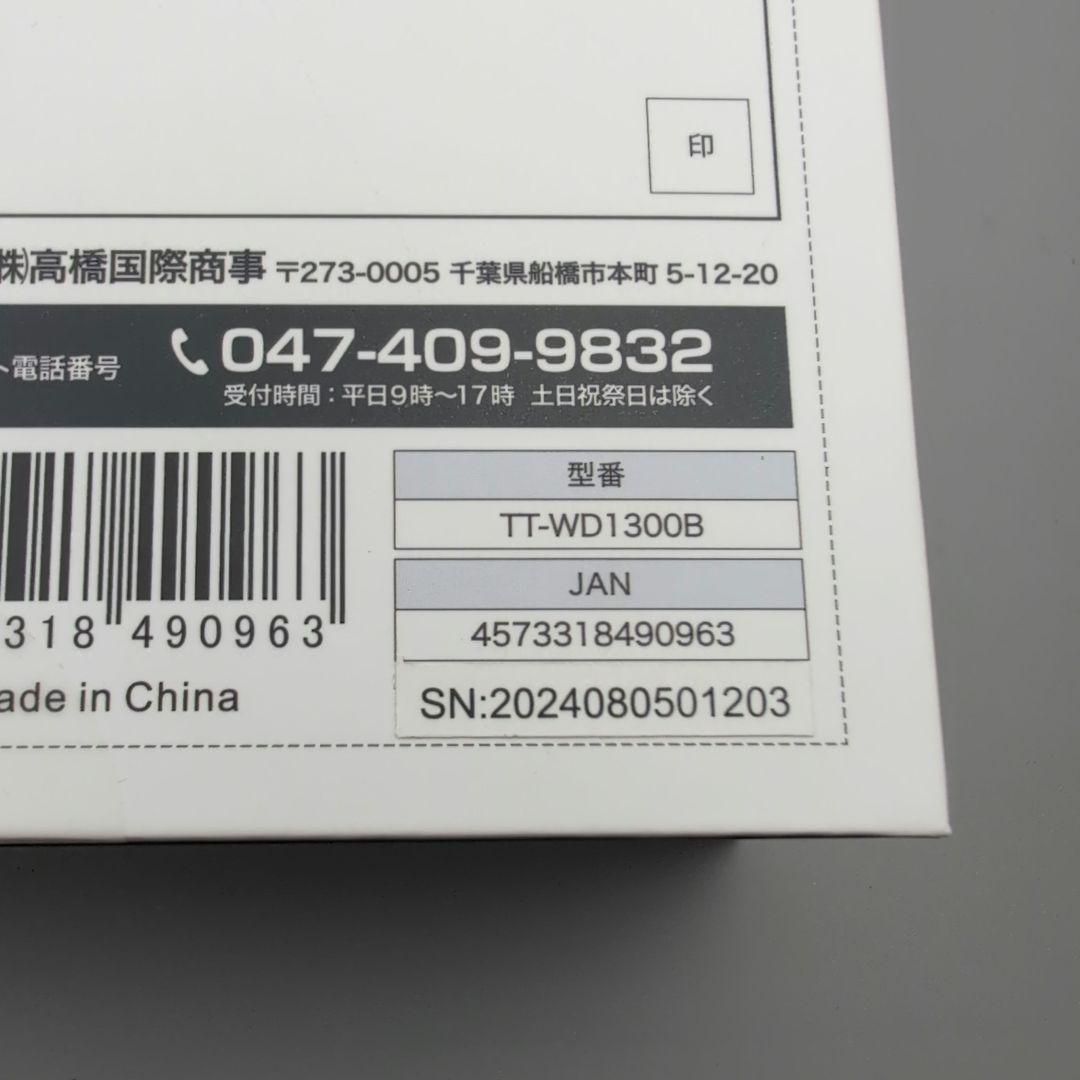 印
㈱高橋国際商事 〒273-0005 千葉県船橋市本町 5-12-20
ト電話番号 047-409-9832
受付時間：平日9時～17時 土日祝祭日は除く
型番
TT-WD1300B
JAN
4573318490963
318 490963
ade in China
SN:2024080501203